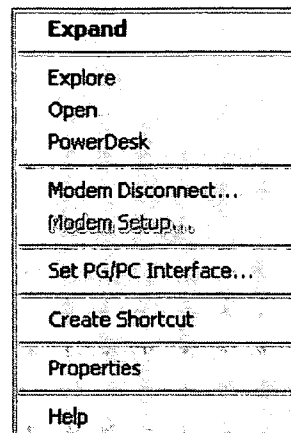 Expand
Explore
Open
PowerDesk
Modem Disconnect...
Modem Setup...
Set PG/PC Interface...
Create Shortcut
Properties
Help